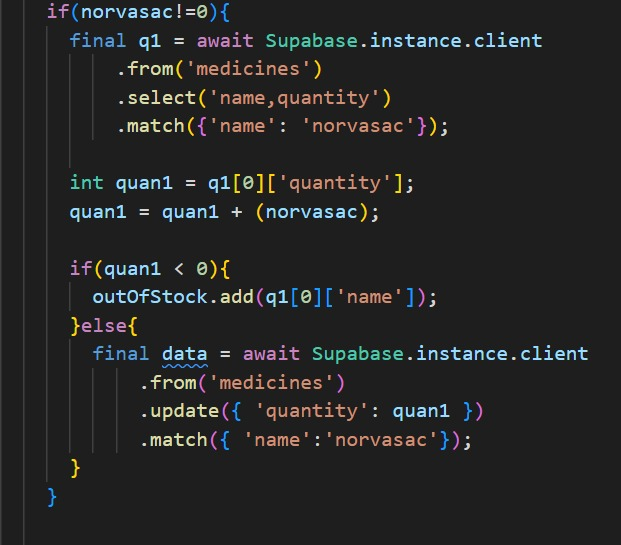 if(norvasac!=0){
final q1 = await Supabase.instance.client
.from('medicines')
.select('name,quantity')
.match({'name': 'norvasac'});
int quan1 = q1[0]['quantity'];
quan1 = quan1 + (norvasac);
if(quan1 < 0){
outOfStock.add(q1[0]['name']);
}else{
final data = await Supabase.instance.client
.from('medicines')
.update({ 'quantity': quan1 })
.match({ 'name':'norvasac'});
}
}